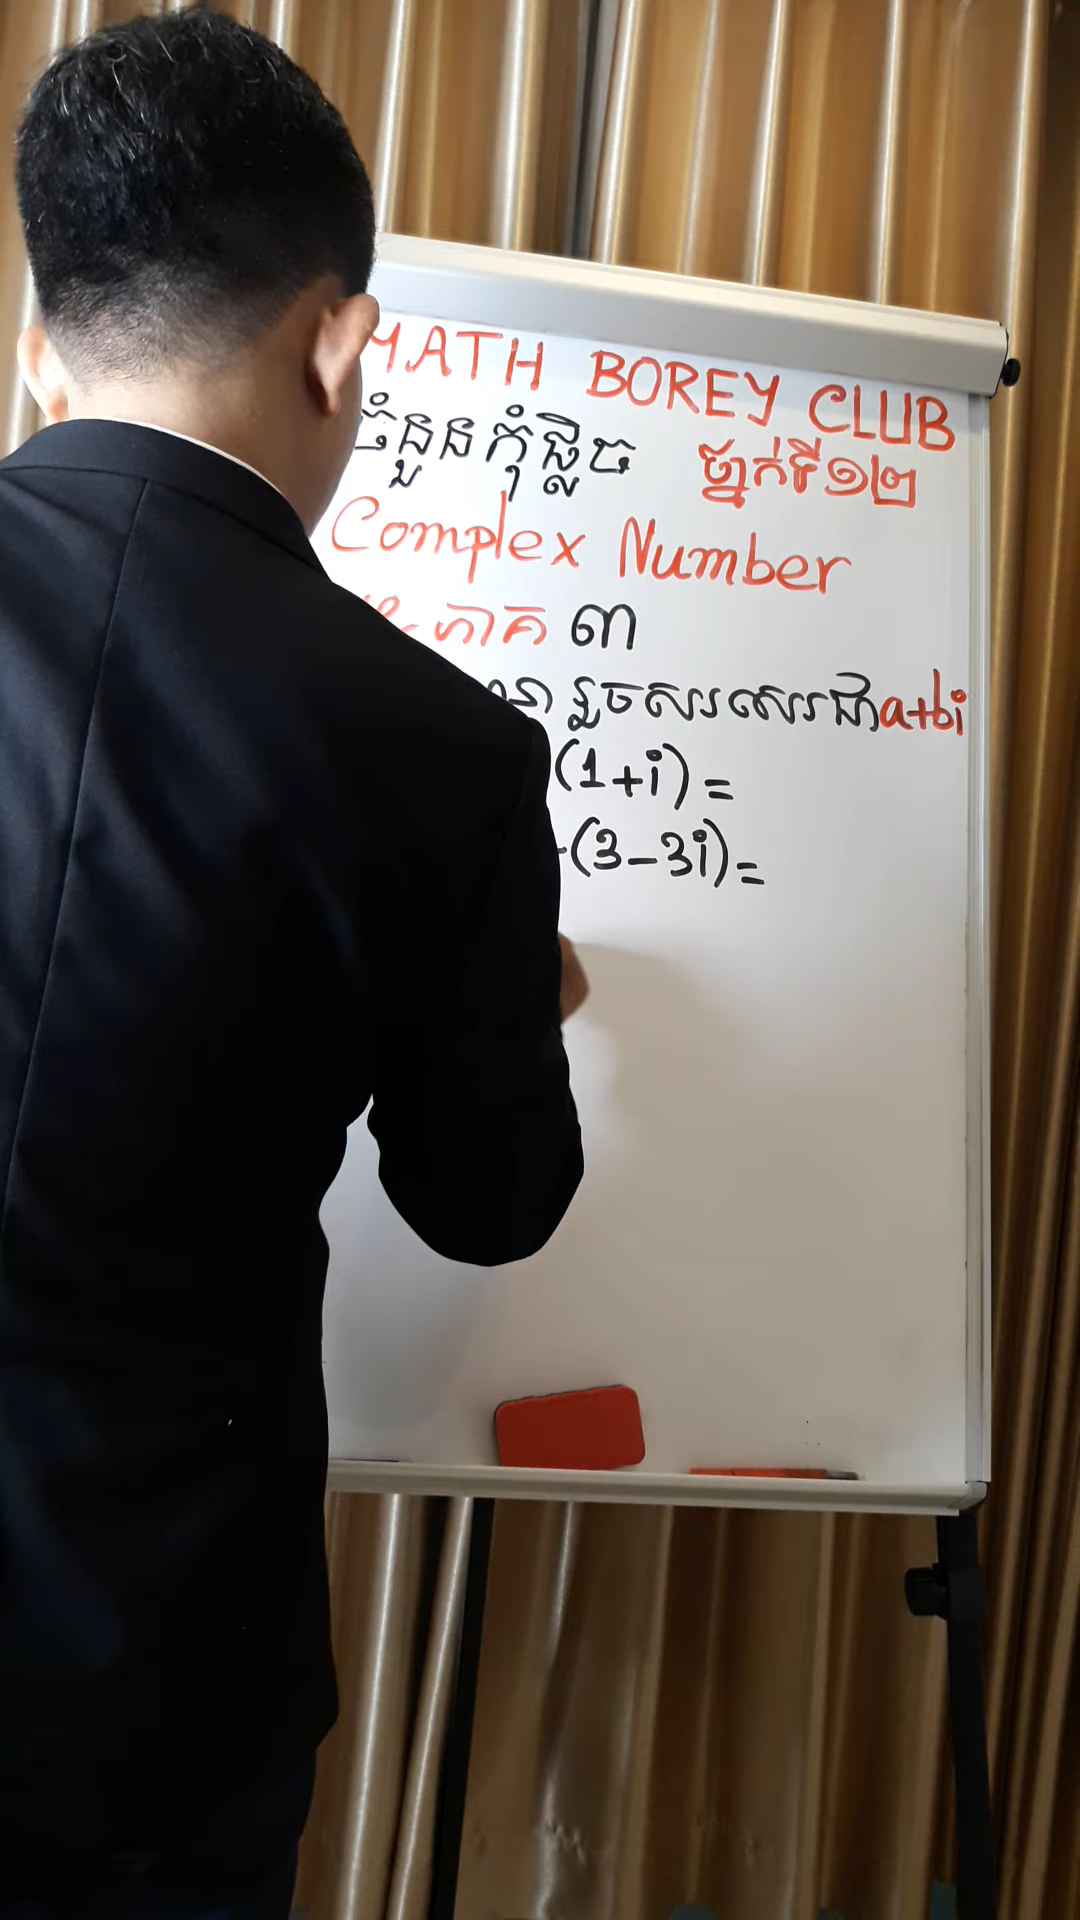 MATH BOREY CLUB
ចំនួនកុំផ្លិច ថ្នាក់ទី១២
Complex Number
ភាគ ៣
រួចសរសេរជា a+bi
(1+i) =
(3-3i) =